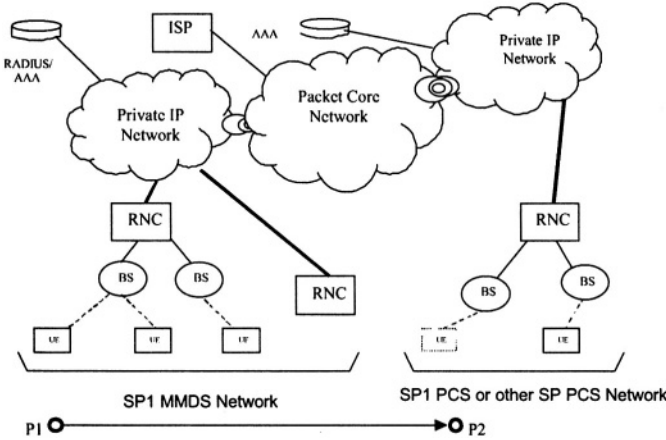 RADIUS/
AAA
ISP
AAA
Private IP
Network
Private IP
Network
Packet Core
Network
RNC
RNC
RNC
BS
BS
BS
BS
UE
UE
UE
UE
UE
SP1 MMDS Network
SP1 PCS or other SP PCS Network
P1
P2